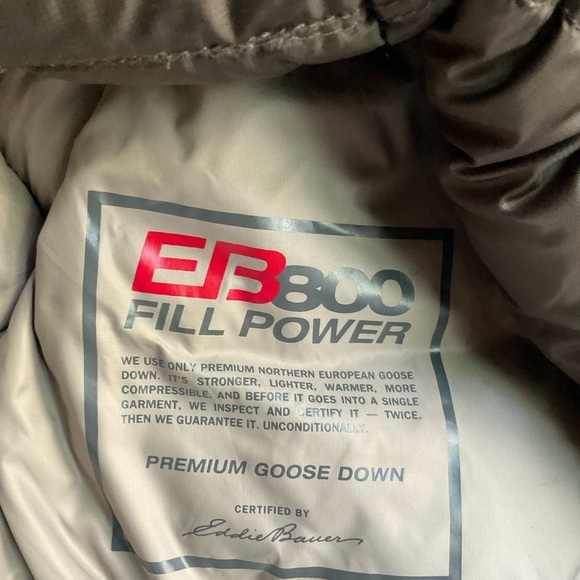 EB800™
FILL POWER
WE USE ONLY PREMIUM NORTHERN EUROPEAN GOOSE
DOWN. IT'S STRONGER, LIGHTER, WARMER, MORE
COMPRESSIBLE. AND BEFORE IT GOES INTO A SINGLE
GARMENT, WE INSPECT AND CERTIFY IT — TWICE.
THEN WE GUARANTEE IT. UNCONDITIONALLY.
PREMIUM GOOSE DOWN
CERTIFIED BY
Eddie Bauer